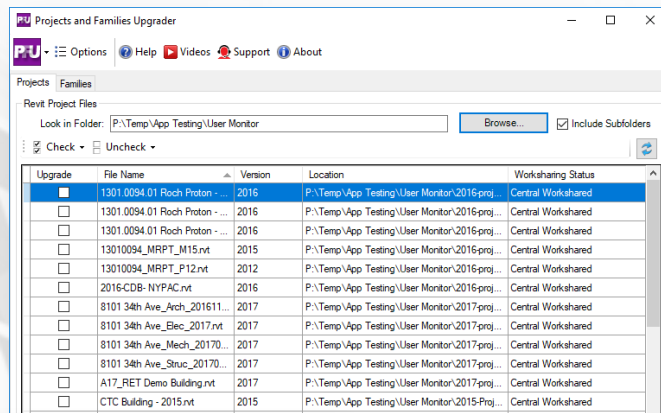 PU Projects and Families Upgrader
PU Options Help Videos Support About
Projects Families
Revit Project Files
Look in Folder: P:\Temp\App Testing\User Monitor Browse... Include Subfolders
Check Uncheck
Upgrade File Name Version Location Worksharing Status
1301.0094.01 Roch Proton - ... 2016 P:\Temp\App Testing\User Monitor\2016-proj... Central Workshared
1301.0094.01 Roch Proton - ... 2016 P:\Temp\App Testing\User Monitor\2016-proj... Central Workshared
1301.0094.01 Roch Proton - ... 2016 P:\Temp\App Testing\User Monitor\2016-proj... Central Workshared
13010094_MRPT_M15.rvt 2015 P:\Temp\App Testing\User Monitor\2016-proj... Central Workshared
13010094_MRPT_P12.rvt 2012 P:\Temp\App Testing\User Monitor\2016-proj... Central Workshared
2016-CDB- NYPAC.rvt 2016 P:\Temp\App Testing\User Monitor\2016-proj... Central Workshared
8101 34th Ave_Arch_201611... 2017 P:\Temp\App Testing\User Monitor\2017-proj... Central Workshared
8101 34th Ave_Elec_2017.rvt 2017 P:\Temp\App Testing\User Monitor\2017-proj... Central Workshared
8101 34th Ave_Mech_20170... 2017 P:\Temp\App Testing\User Monitor\2017-proj... Central Workshared
8101 34th Ave_Struc_20170... 2017 P:\Temp\App Testing\User Monitor\2017-proj... Central Workshared
A17_RET Demo Building.rvt 2017 P:\Temp\App Testing\User Monitor\2017-proj... Central Workshared
CTC Building - 2015.rvt 2015 P:\Temp\App Testing\User Monitor\2015-Proj... Central Workshared